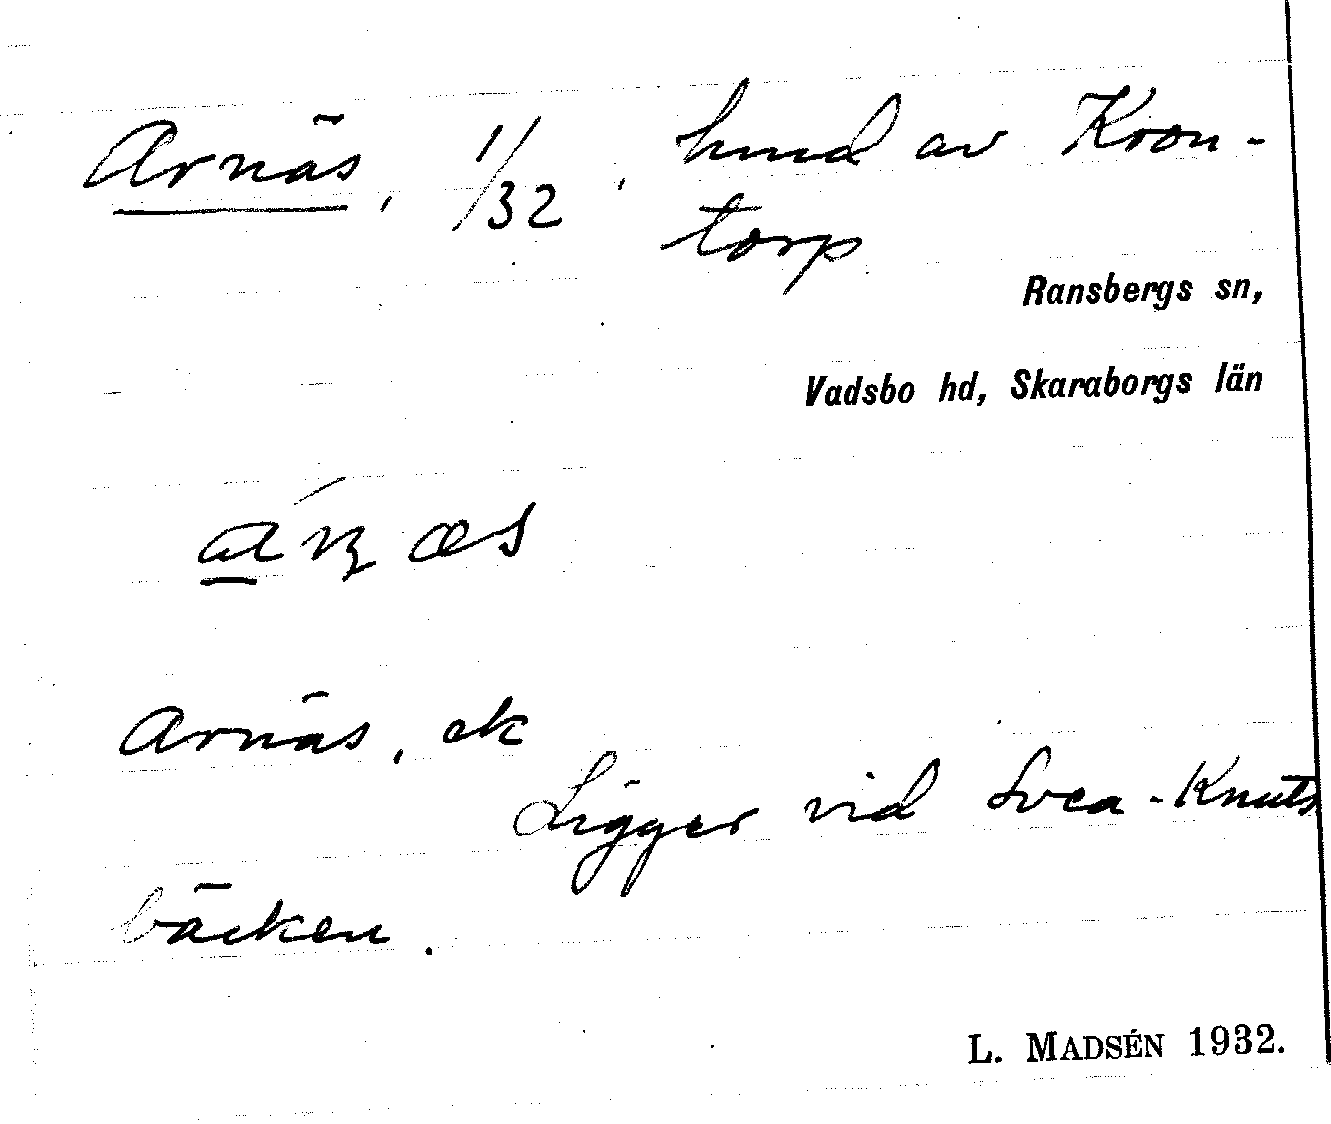 Arnäs, 1/32, hmd av Kron-
torp
Ransbergs sn,
Vadsbo hd, Skaraborgs län
Arnäs, ek
Ligger vid Svea-Knuts
bäcken.
L. MADSÉN 1932.